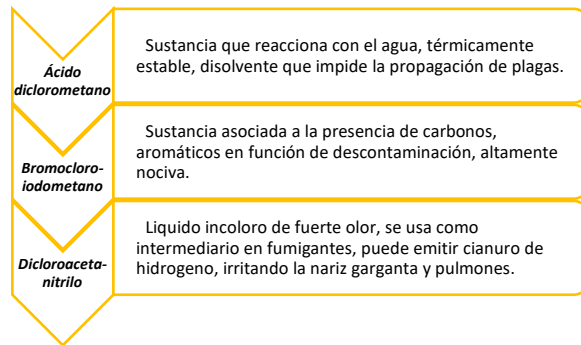 Ácido
diclorometano
Sustancia que reacciona con el agua, térmicamente
estable, disolvente que impide la propagación de plagas.
Bromocloro-
iodometano
Sustancia asociada a la presencia de carbonos,
aromáticos en función de descontaminación, altamente
nociva.
Dicloroaceta-
nitrilo
Liquido incoloro de fuerte olor, se usa como
intermediario en fumigantes, puede emitir cianuro de
hidrogeno, irritando la nariz garganta y pulmones.